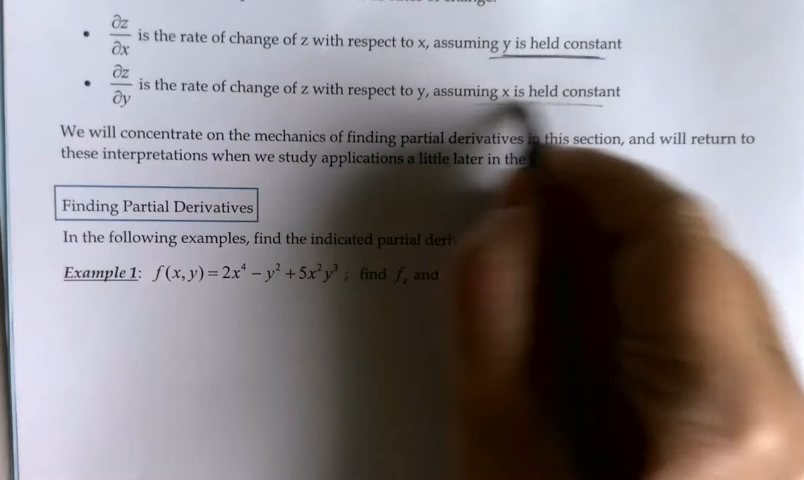 • ∂z/∂x is the rate of change of z with respect to x, assuming y is held constant
• ∂z/∂y is the rate of change of z with respect to y, assuming x is held constant
We will concentrate on the mechanics of finding partial derivatives in this section, and will return to
these interpretations when we study applications a little later in the
Finding Partial Derivatives
In the following examples, find the indicated partial deri
Example 1: f(x,y) = 2x⁴ − y² + 5x²y³ ; find fₓ and